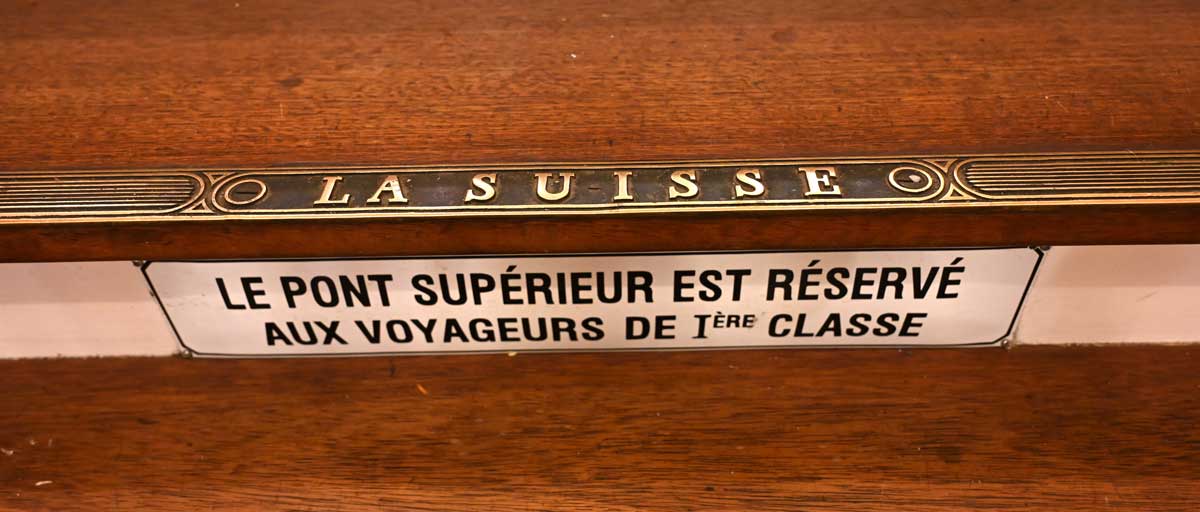 LA SUISSE
LE PONT SUPÉRIEUR EST RÉSERVÉ
AUX VOYAGEURS DE IÈRE CLASSE